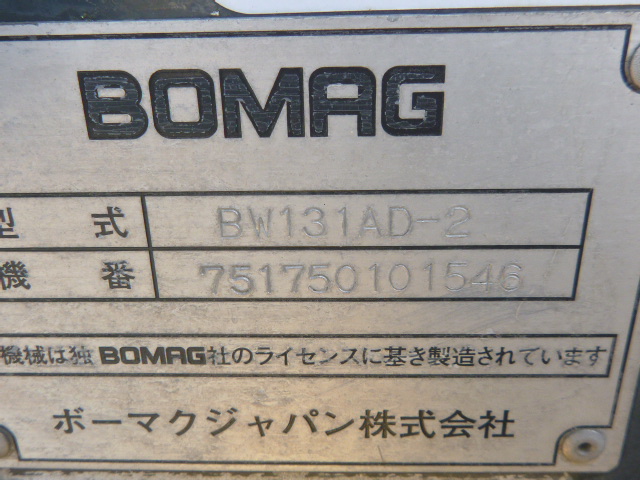 BOMAG
型式 BW131AD-2
機番 751750101546
機械は独BOMAG社のライセンスに基き製造されています
ボーマクジャパン株式会社